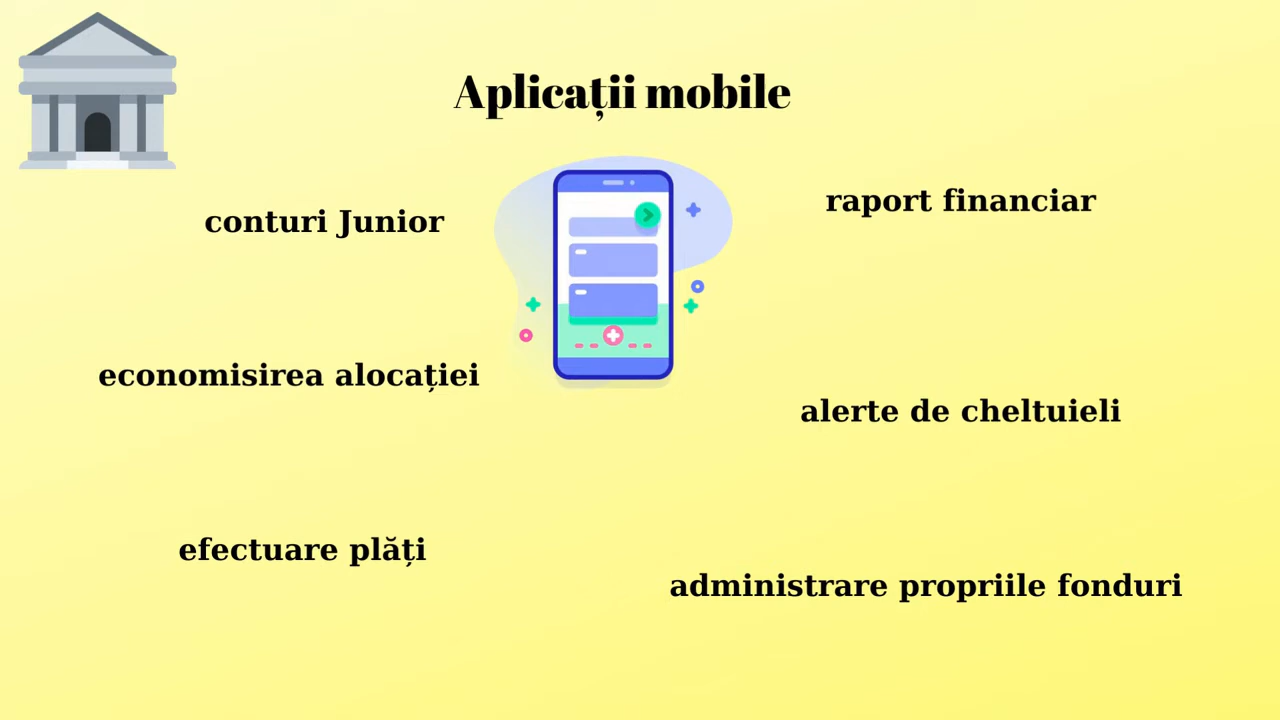 Aplicații mobile
conturi Junior
raport financiar
economisirea alocației
alerte de cheltuieli
efectuare plăți
administrare propriile fonduri